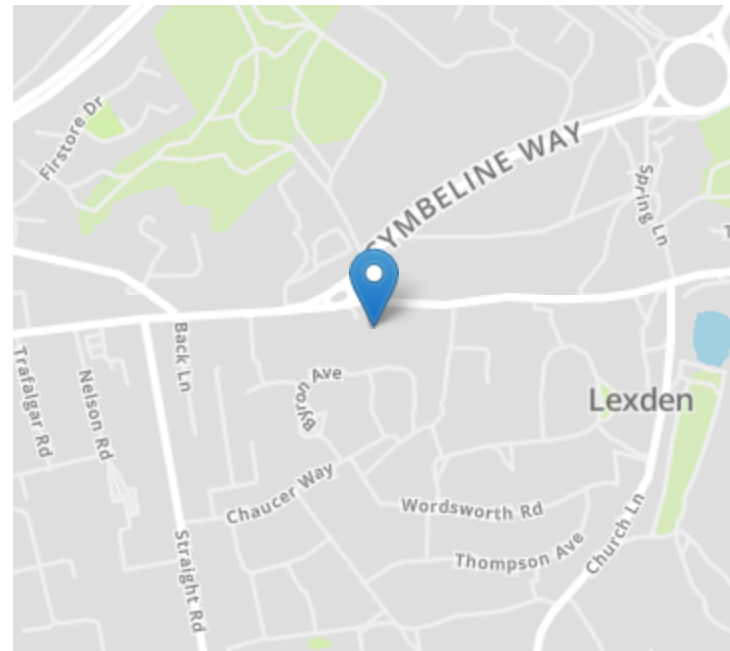 Firstore Dr
CYMBELINE WAY
Spring Ln
Back Ln
Trafalgar Rd
Nelson Rd
Byron Ave
Lexden
Chaucer Way
Wordsworth Rd
Straight Rd
Thompson Ave
Church Ln